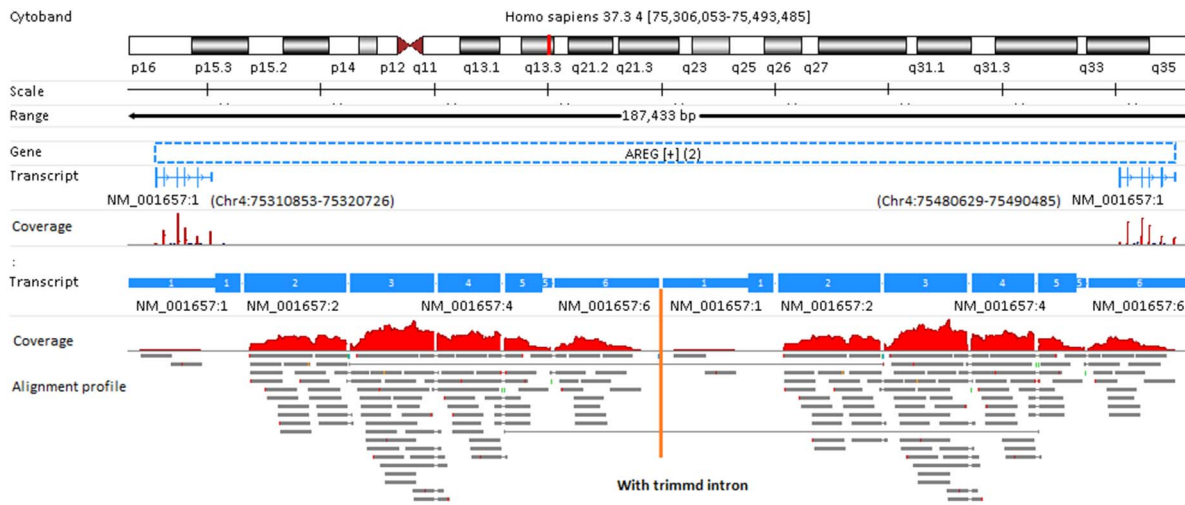 Cytoband
Homo sapiens 37.3 4 [75,306,053-75,493,485]
p16 p15.3 p15.2 p14 p12 q11 q13.1 q13.3 q21.2 q21.3 q23 q25 q26 q27 q31.1 q31.3 q33 q35
Scale
Range 187,433 bp
Gene AREG [+] (2)
Transcript
NM_001657:1 (Chr4:75310853-75320726) (Chr4:75480629-75490485) NM_001657:1
Coverage
:
Transcript 1 1 2 3 4 5 5 6 1 1 2 3 4 5 5 6
NM_001657:1 NM_001657:2 NM_001657:4 NM_001657:6 NM_001657:1 NM_001657:2 NM_001657:4 NM_001657:6
Coverage
Alignment profile
With trimmd intron